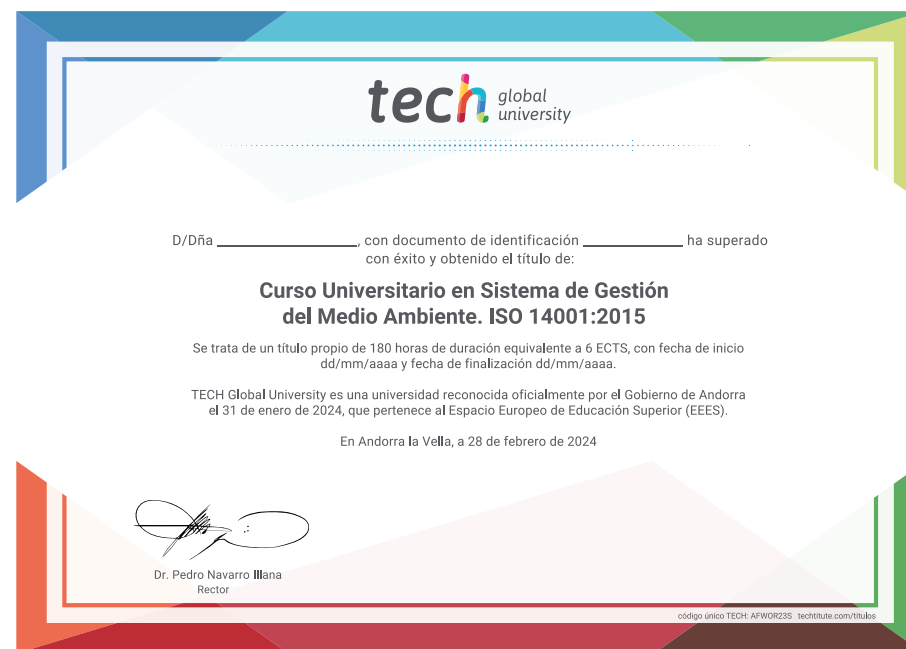 tech global university
D/Dña ____________________, con documento de identificación ______________ ha superado
con éxito y obtenido el título de:
Curso Universitario en Sistema de Gestión
del Medio Ambiente. ISO 14001:2015
Se trata de un título propio de 180 horas de duración equivalente a 6 ECTS, con fecha de inicio
dd/mm/aaaa y fecha de finalización dd/mm/aaaa.
TECH Global University es una universidad reconocida oficialmente por el Gobierno de Andorra
el 31 de enero de 2024, que pertenece al Espacio Europeo de Educación Superior (EEES).
En Andorra la Vella, a 28 de febrero de 2024
Dr. Pedro Navarro Illana
Rector
código único TECH: AFWOR23S techtitute.com/titulos